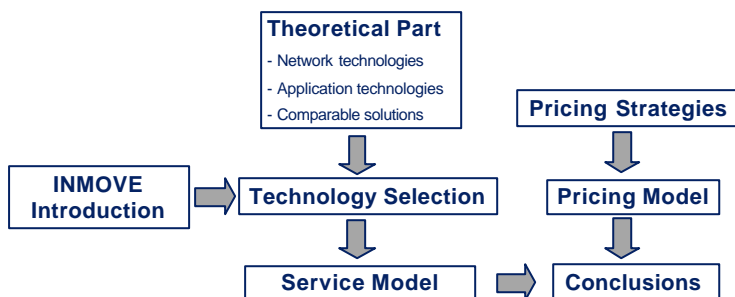 Theoretical Part
- Network technologies
- Application technologies
- Comparable solutions
Pricing Strategies
INMOVE
Introduction
Technology Selection
Pricing Model
Service Model
Conclusions